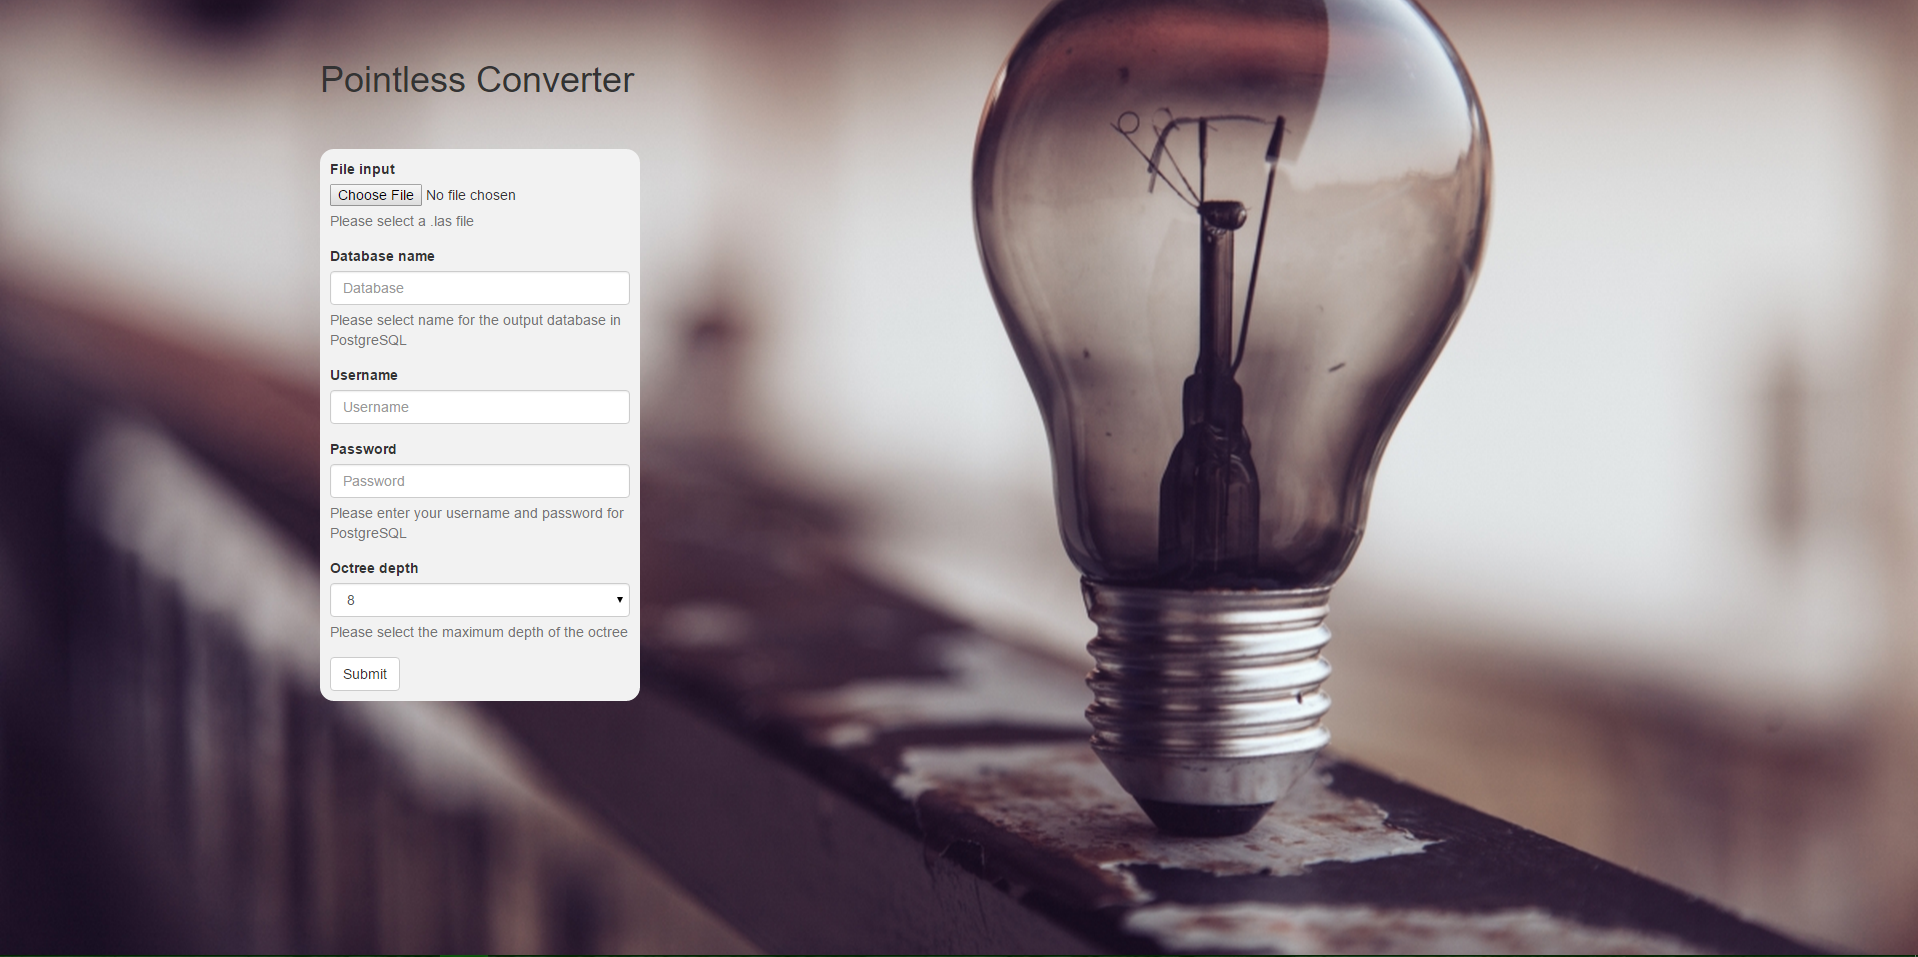 Pointless Converter
File input
Choose File No file chosen
Please select a .las file
Database name
Database
Please select name for the output database in
PostgreSQL
Username
Username
Password
Password
Please enter your username and password for
PostgreSQL
Octree depth
8
Please select the maximum depth of the octree
Submit